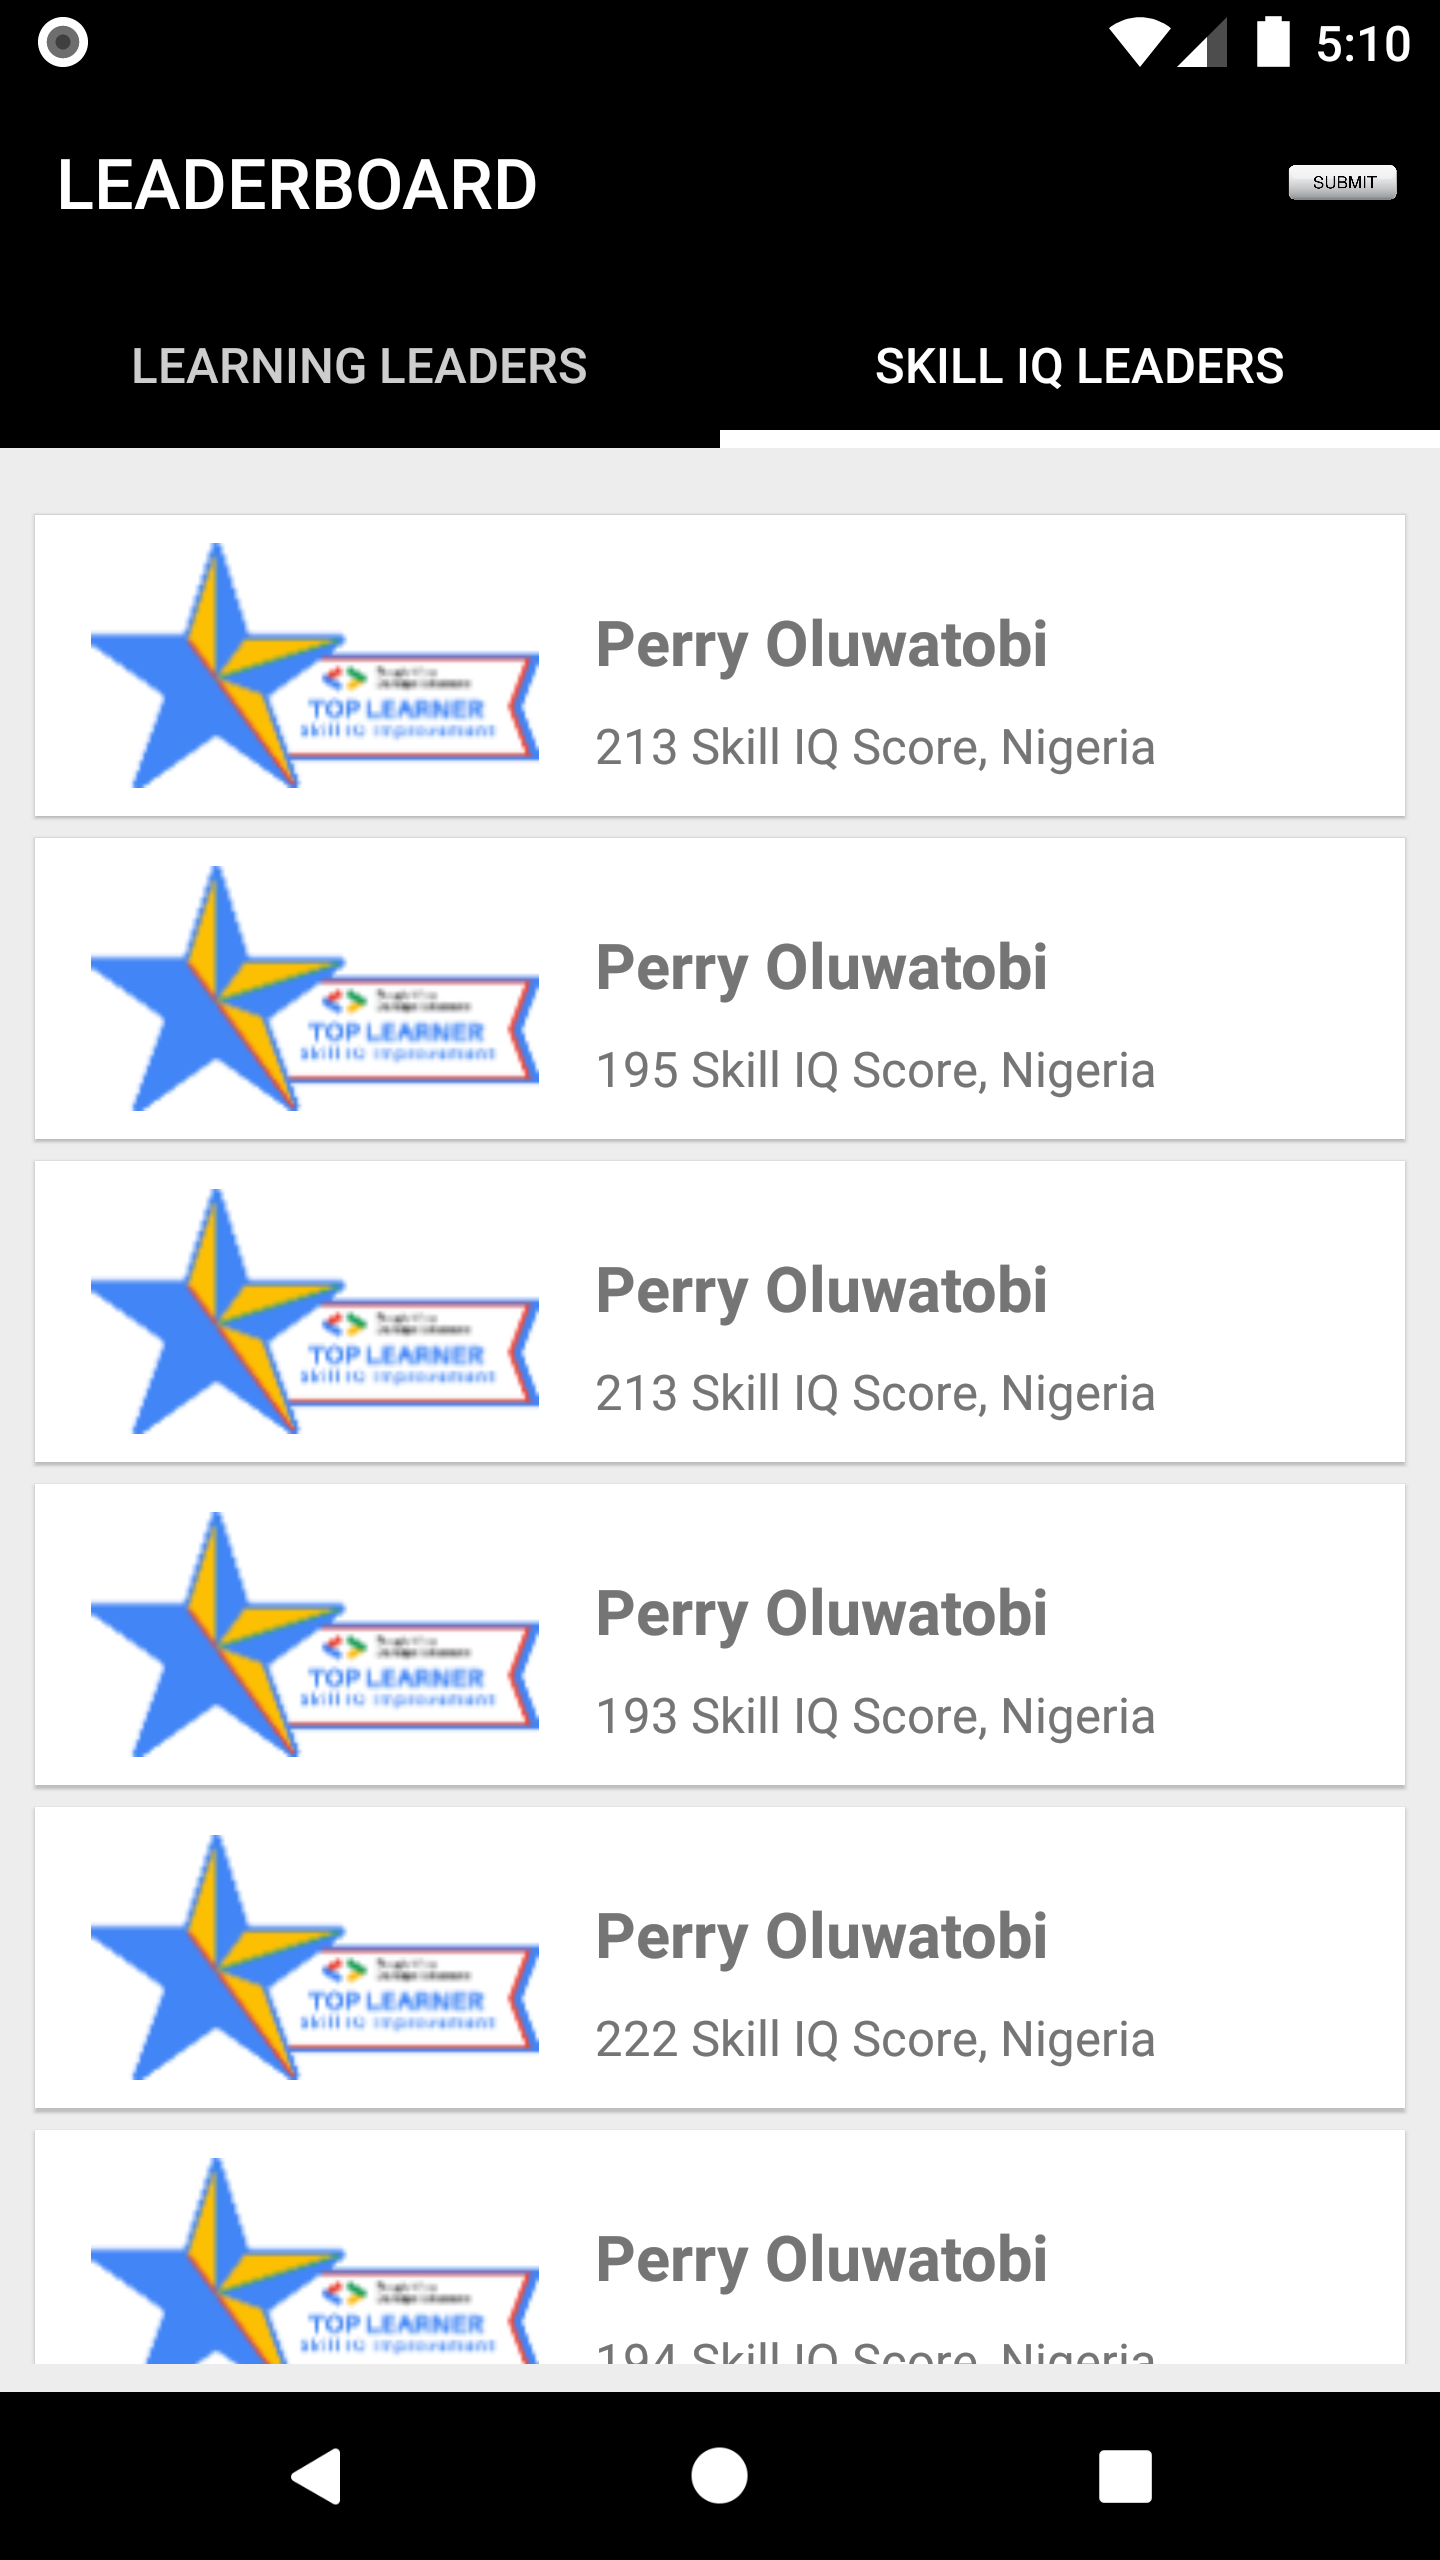 5:10
LEADERBOARD
SUBMIT
LEARNING LEADERS
SKILL IQ LEADERS
TOP LEARNER
Skill IQ Improvement
Perry Oluwatobi
213 Skill IQ Score, Nigeria
TOP LEARNER
Skill IQ Improvement
Perry Oluwatobi
195 Skill IQ Score, Nigeria
TOP LEARNER
Skill IQ Improvement
Perry Oluwatobi
213 Skill IQ Score, Nigeria
TOP LEARNER
Skill IQ Improvement
Perry Oluwatobi
193 Skill IQ Score, Nigeria
TOP LEARNER
Skill IQ Improvement
Perry Oluwatobi
222 Skill IQ Score, Nigeria
TOP LEARNER
Skill IQ Improvement
Perry Oluwatobi
194 Skill IQ Score, Nigeria